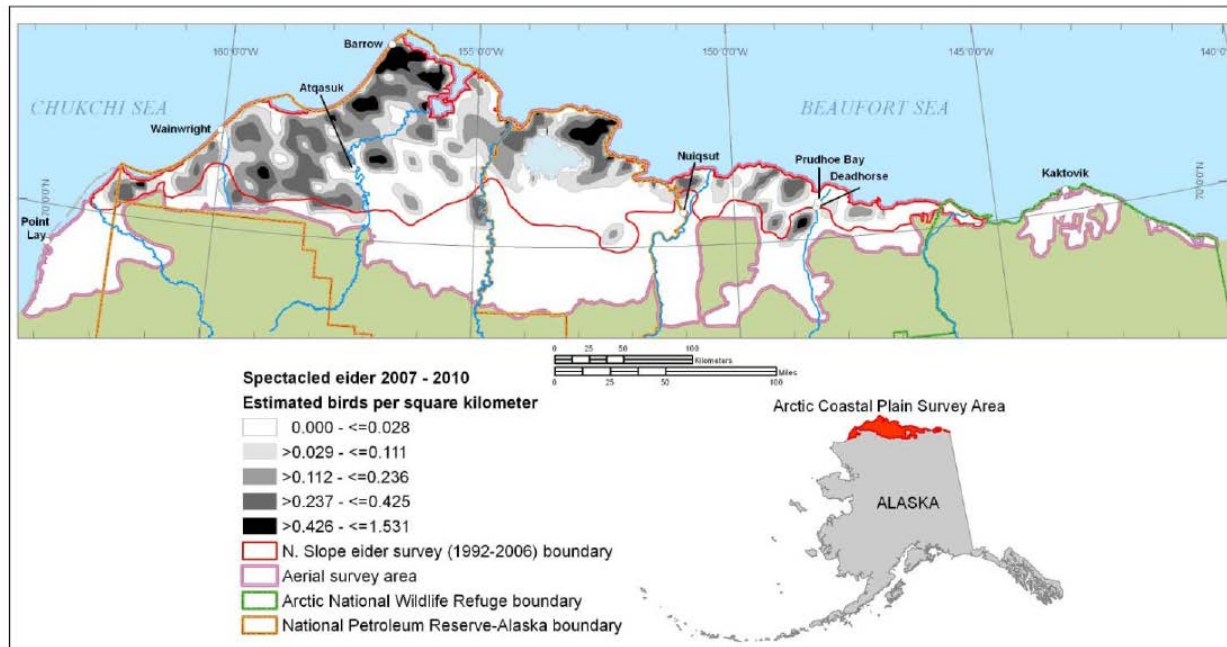 160°0'0"W
155°0'0"W
150°0'0"W
145°0'0"W
140°0'
Barrow
Atqasuk
CHUKCHI SEA
BEAUFORT SEA
Wainwright
Nuiqsut
Prudhoe Bay
Deadhorse
Kaktovik
70°0'0"N
70°0'0"N
Point
Lay
0 25 50 100
Kilometers
0 25 50 100
Miles
Spectacled eider 2007 - 2010
Estimated birds per square kilometer
0.000 - <=0.028
>0.029 - <=0.111
>0.112 - <=0.236
>0.237 - <=0.425
>0.426 - <=1.531
N. Slope eider survey (1992-2006) boundary
Aerial survey area
Arctic National Wildlife Refuge boundary
National Petroleum Reserve-Alaska boundary
Arctic Coastal Plain Survey Area
ALASKA